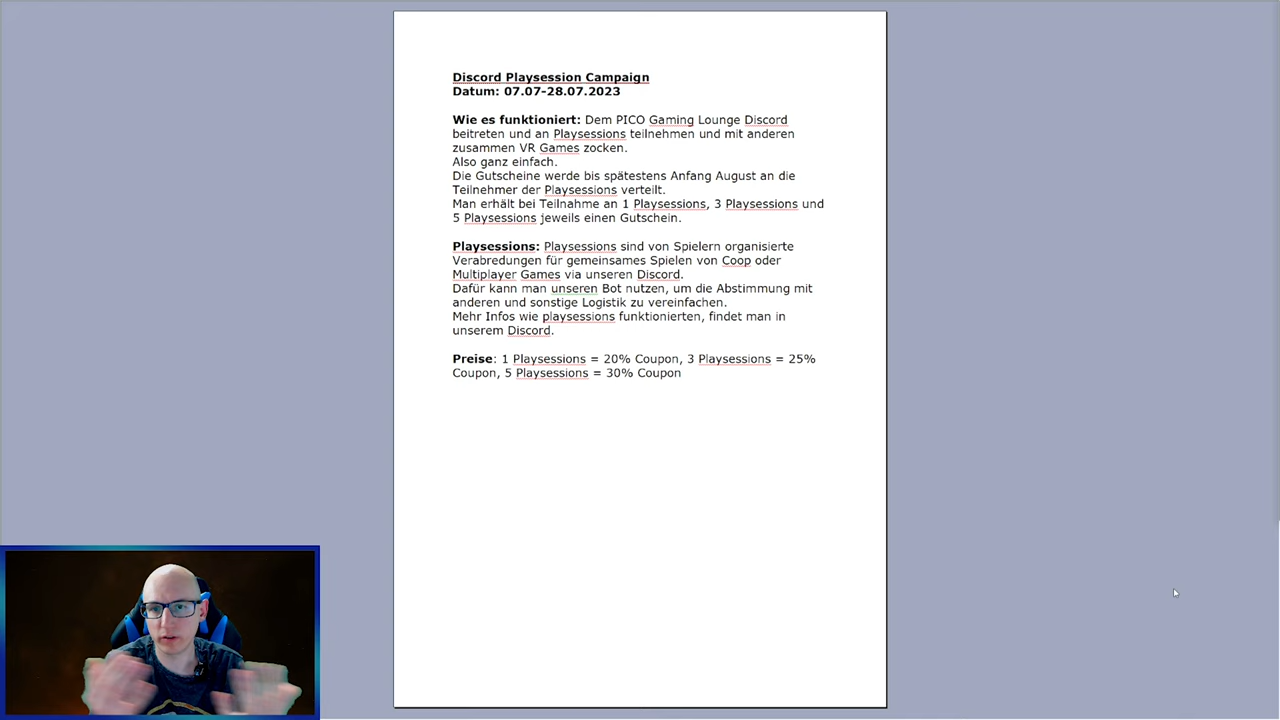 Discord Playsession Campaign
Datum: 07.07-28.07.2023
Wie es funktioniert: Dem PICO Gaming Lounge Discord
beitreten und an Playsessions teilnehmen und mit anderen
zusammen VR Games zocken.
Also ganz einfach.
Die Gutscheine werde bis spätestens Anfang August an die
Teilnehmer der Playsessions verteilt.
Man erhält bei Teilnahme an 1 Playsessions, 3 Playsessions und
5 Playsessions jeweils einen Gutschein.
Playsessions: Playsessions sind von Spielern organisierte
Verabredungen für gemeinsames Spielen von Coop oder
Multiplayer Games via unseren Discord.
Dafür kann man unseren Bot nutzen, um die Abstimmung mit
anderen und sonstige Logistik zu vereinfachen.
Mehr Infos wie playsessions funktionierten, findet man in
unserem Discord.
Preise: 1 Playsessions = 20% Coupon, 3 Playsessions = 25%
Coupon, 5 Playsessions = 30% Coupon